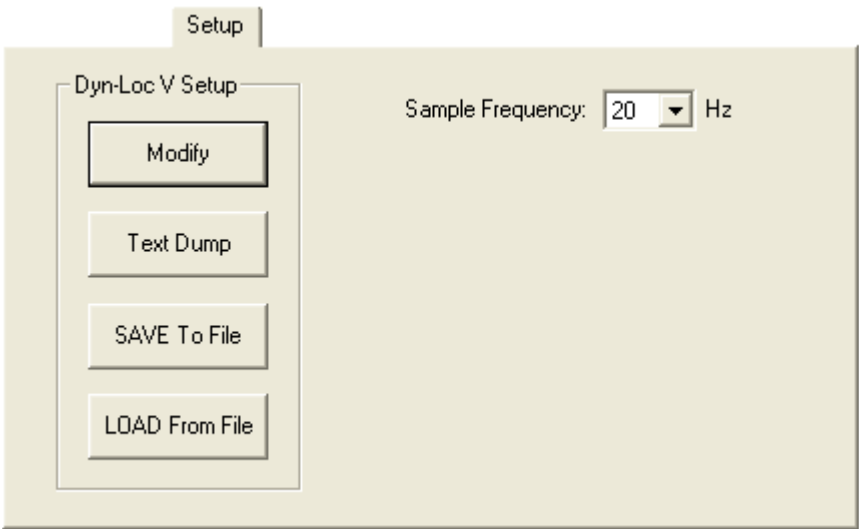 Setup
Dyn-Loc V Setup
Sample Frequency: 20 Hz
Modify
Text Dump
SAVE To File
LOAD From File